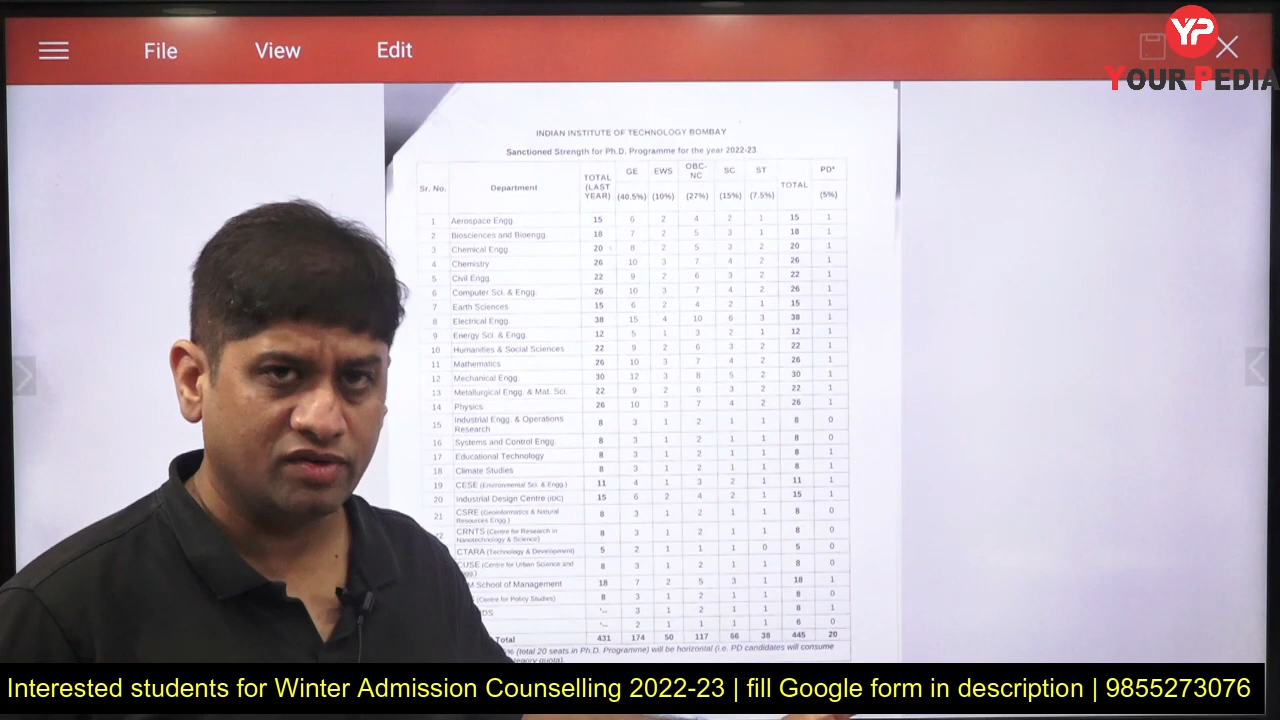 File View Edit
YP
YOUR PEDIA
INDIAN INSTITUTE OF TECHNOLOGY BOMBAY
Sanctioned Strength for Ph.D. Programme for the year 2022-23
Sr. No. Department TOTAL (LAST YEAR) GE (40.5%) EWS (10%) OBC-NC (27%) SC (15%) ST (7.5%) TOTAL PD* (5%)
1 Aerospace Engg. 15 6 2 4 2 1 15 1
2 Biosciences and Bioengg. 18 7 2 5 3 1 18 1
3 Chemical Engg. 20 8 2 5 3 2 20 1
4 Chemistry 26 10 3 7 4 2 26 1
5 Civil Engg. 22 9 2 6 3 2 22 1
6 Computer Sci. & Engg. 26 10 3 7 4 2 26 1
7 Earth Sciences 15 6 2 4 2 1 15 1
8 Electrical Engg. 38 15 4 10 6 3 38 1
9 Energy Sci. & Engg. 12 5 1 3 2 1 12 1
10 Humanities & Social Sciences 22 9 2 6 3 2 22 1
11 Mathematics 26 10 3 7 4 2 26 1
12 Mechanical Engg. 30 12 3 8 5 2 30 1
13 Metallurgical Engg. & Mat. Sci. 22 9 2 6 3 2 22 1
14 Physics 26 10 3 7 4 2 26 1
15 Industrial Engg. & Operations Research 8 3 1 2 1 1 8 0
16 Systems and Control Engg. 8 3 1 2 1 1 8 0
17 Educational Technology 8 3 1 2 1 1 8 1
18 Climate Studies 8 3 1 2 1 1 8 1
19 CESE (Environmental Sci. & Engg.) 11 4 1 3 2 1 11 1
20 Industrial Design Centre (IDC) 15 6 2 4 2 1 15 1
21 CSRE (Geoinformatics & Natural Resources Engg.) 8 3 1 2 1 1 8 0
CRNTS (Centre for Research in Nanotechnology & Science) 8 3 1 2 1 1 8 0
CTARA (Technology & Development) 5 2 1 1 1 0 5 0
(Centre for Urban Science and 8 3 1 2 1 1 8 0
School of Management 18 7 2 5 3 1 18 1
(Centre for Policy Studies) 8 3 1 2 1 1 8 0
'-- 3 1 2 1 1 8 1
'-- 2 1 1 1 1 6 0
Total 431 174 50 117 66 38 445 20
(total 20 seats in Ph.D. Programme) will be horizontal (i.e. PD candidates will consume
quota).
Interested students for Winter Admission Counselling 2022-23 | fill Google form in description | 9855273076